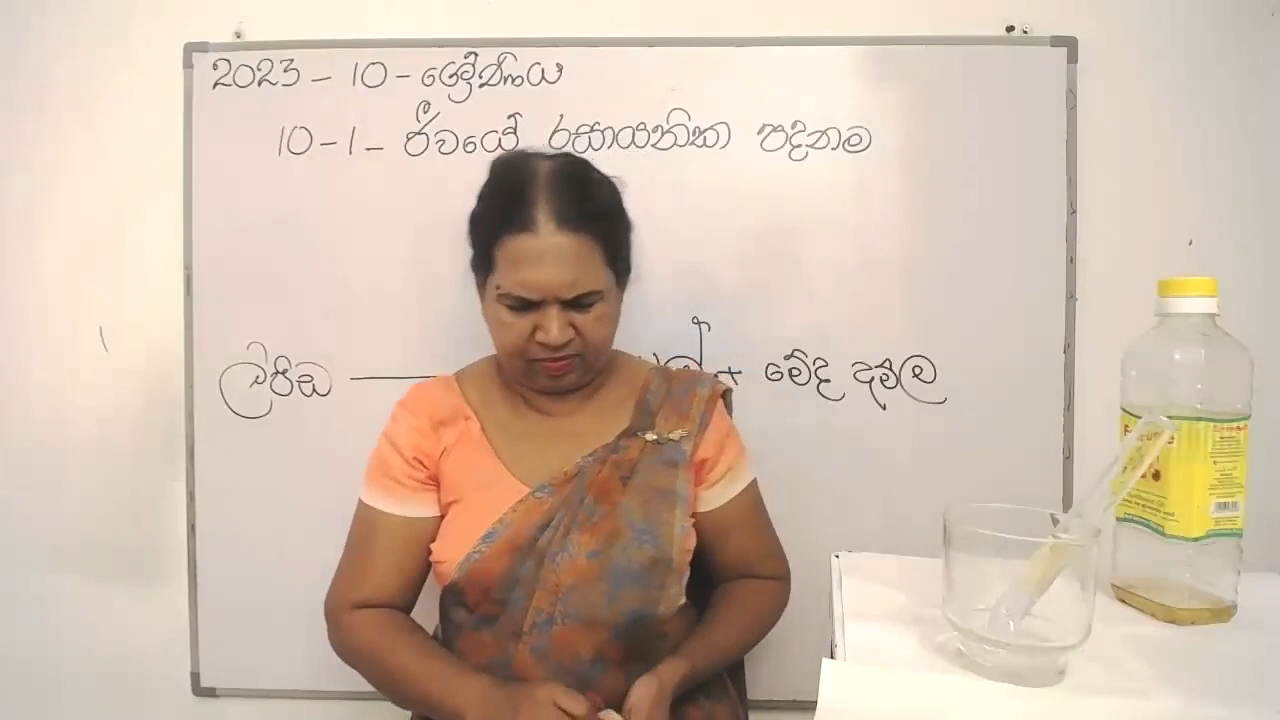 2023 - 10 - ශ්‍රේණිය
10 - 1 - ජීවයේ රසායනික පදනම
ලිපිඩ + මේද අම්ල